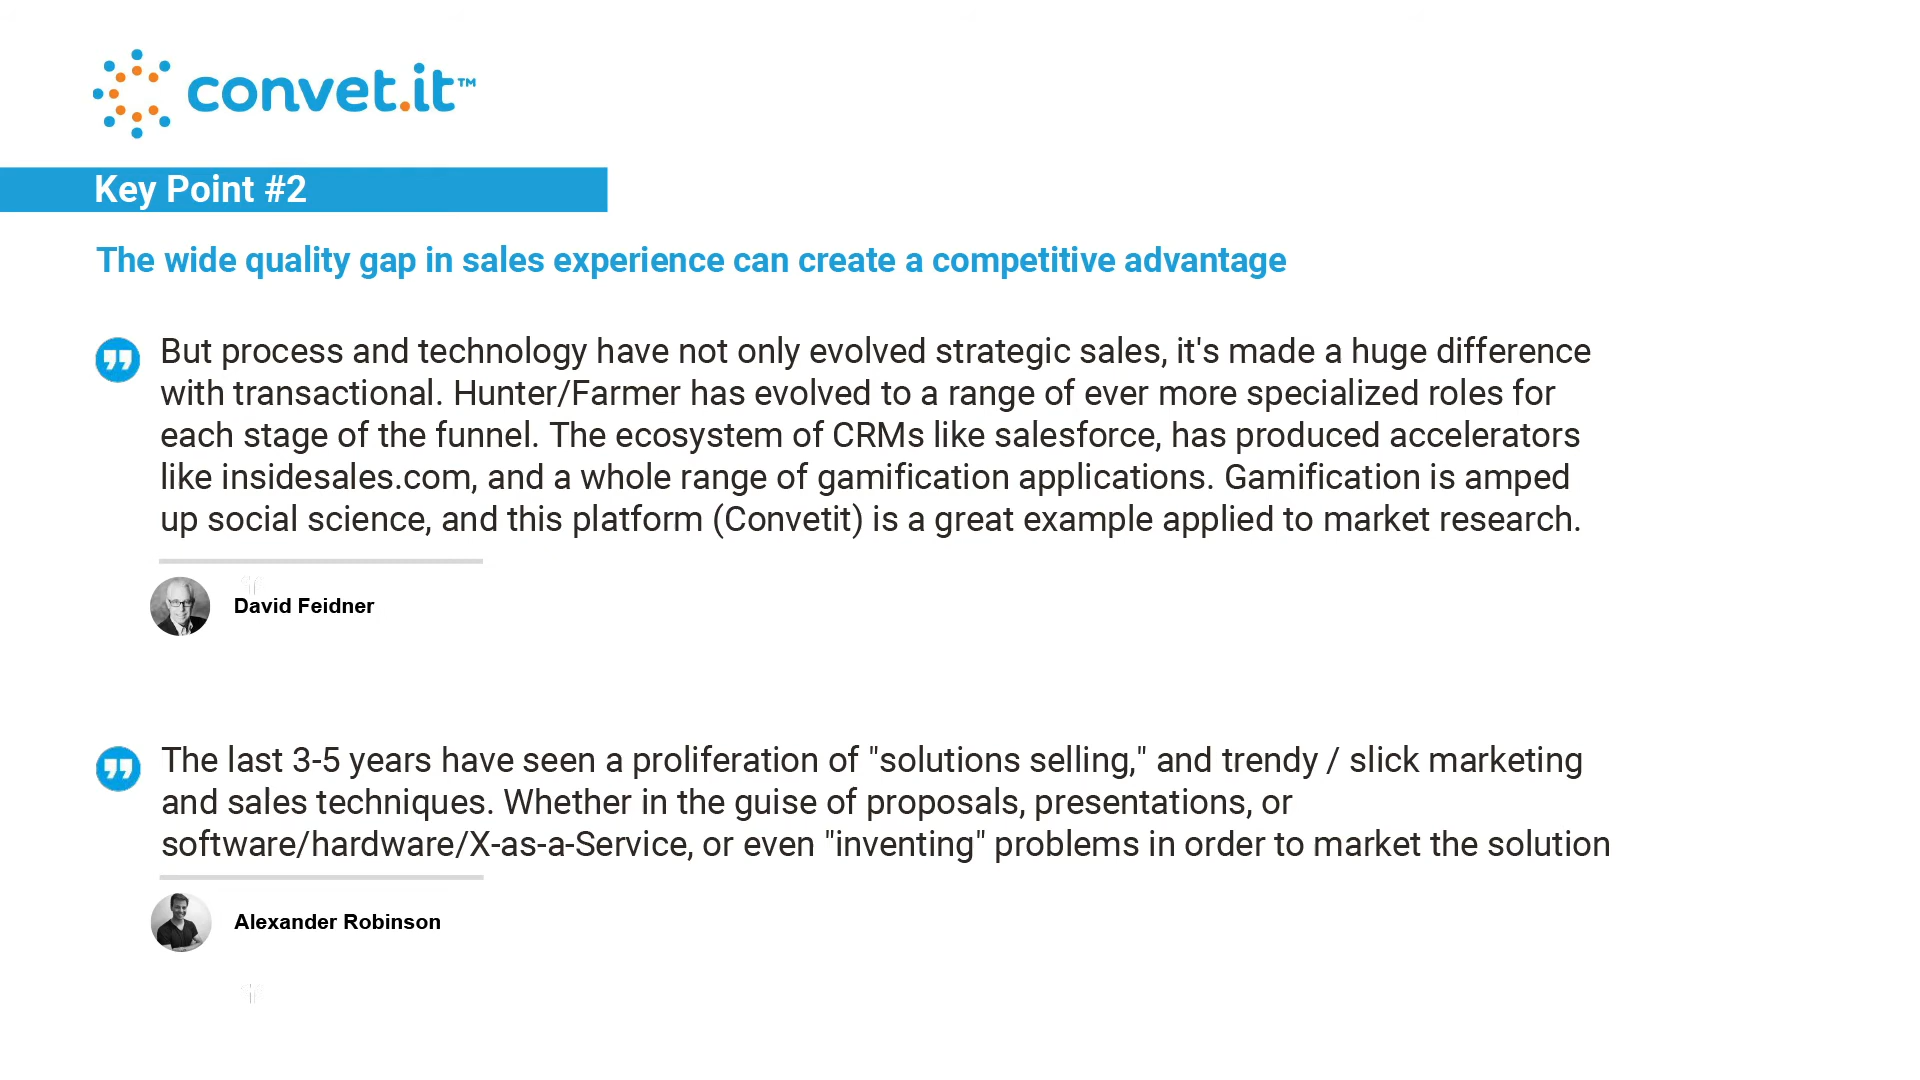 convet.it™
Key Point #2
The wide quality gap in sales experience can create a competitive advantage
But process and technology have not only evolved strategic sales, it's made a huge difference
with transactional. Hunter/Farmer has evolved to a range of ever more specialized roles for
each stage of the funnel. The ecosystem of CRMs like salesforce, has produced accelerators
like insidesales.com, and a whole range of gamification applications. Gamification is amped
up social science, and this platform (Convetit) is a great example applied to market research.
David Feidner
The last 3-5 years have seen a proliferation of "solutions selling," and trendy / slick marketing
and sales techniques. Whether in the guise of proposals, presentations, or
software/hardware/X-as-a-Service, or even "inventing" problems in order to market the solution
Alexander Robinson